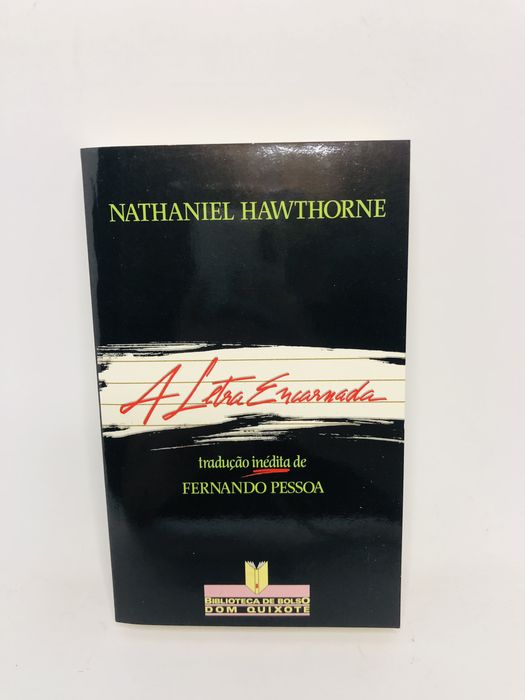 NATHANIEL HAWTHORNE
A Letra Encarnada
tradução inédita de
FERNANDO PESSOA
BIBLIOTECA DE BOLSO
DOM QUIXOTE